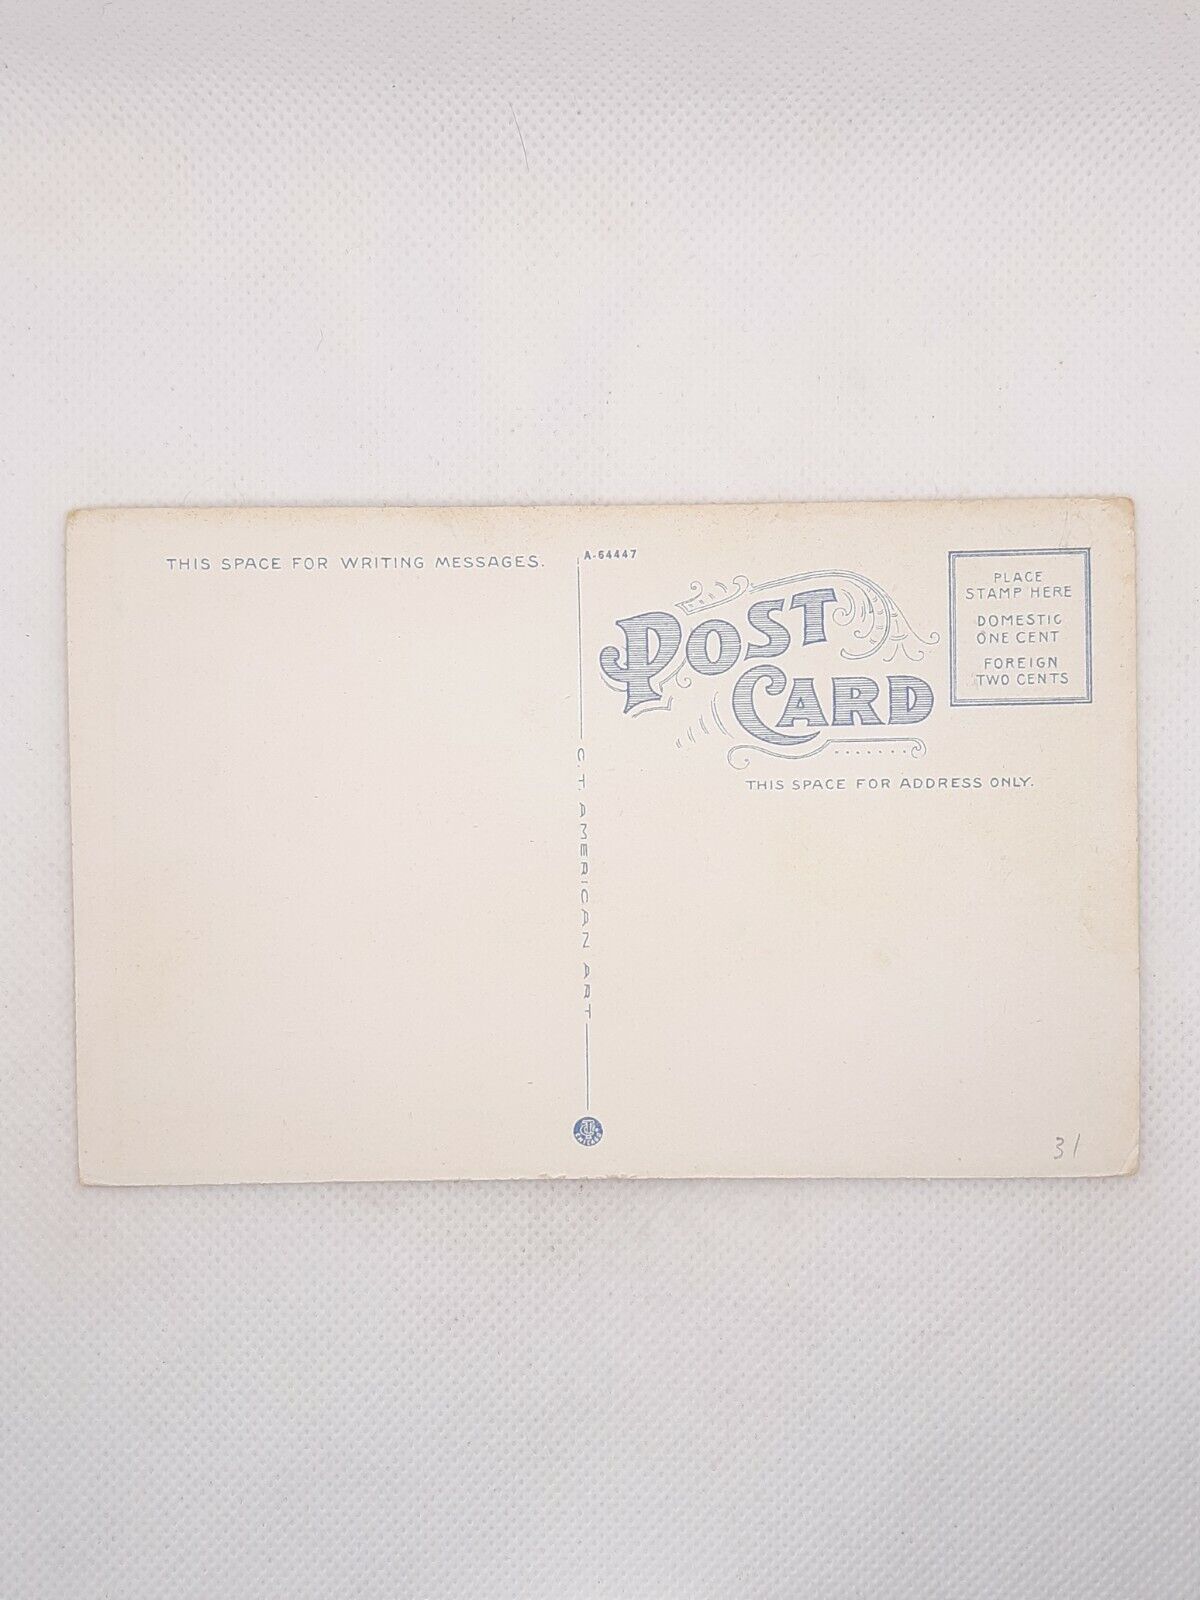 THIS SPACE FOR WRITING MESSAGES.
A-64447
POST
CARD
PLACE
STAMP HERE
DOMESTIC
ONE CENT
FOREIGN
TWO CENTS
THIS SPACE FOR ADDRESS ONLY.
C.T. AMERICAN ART
31